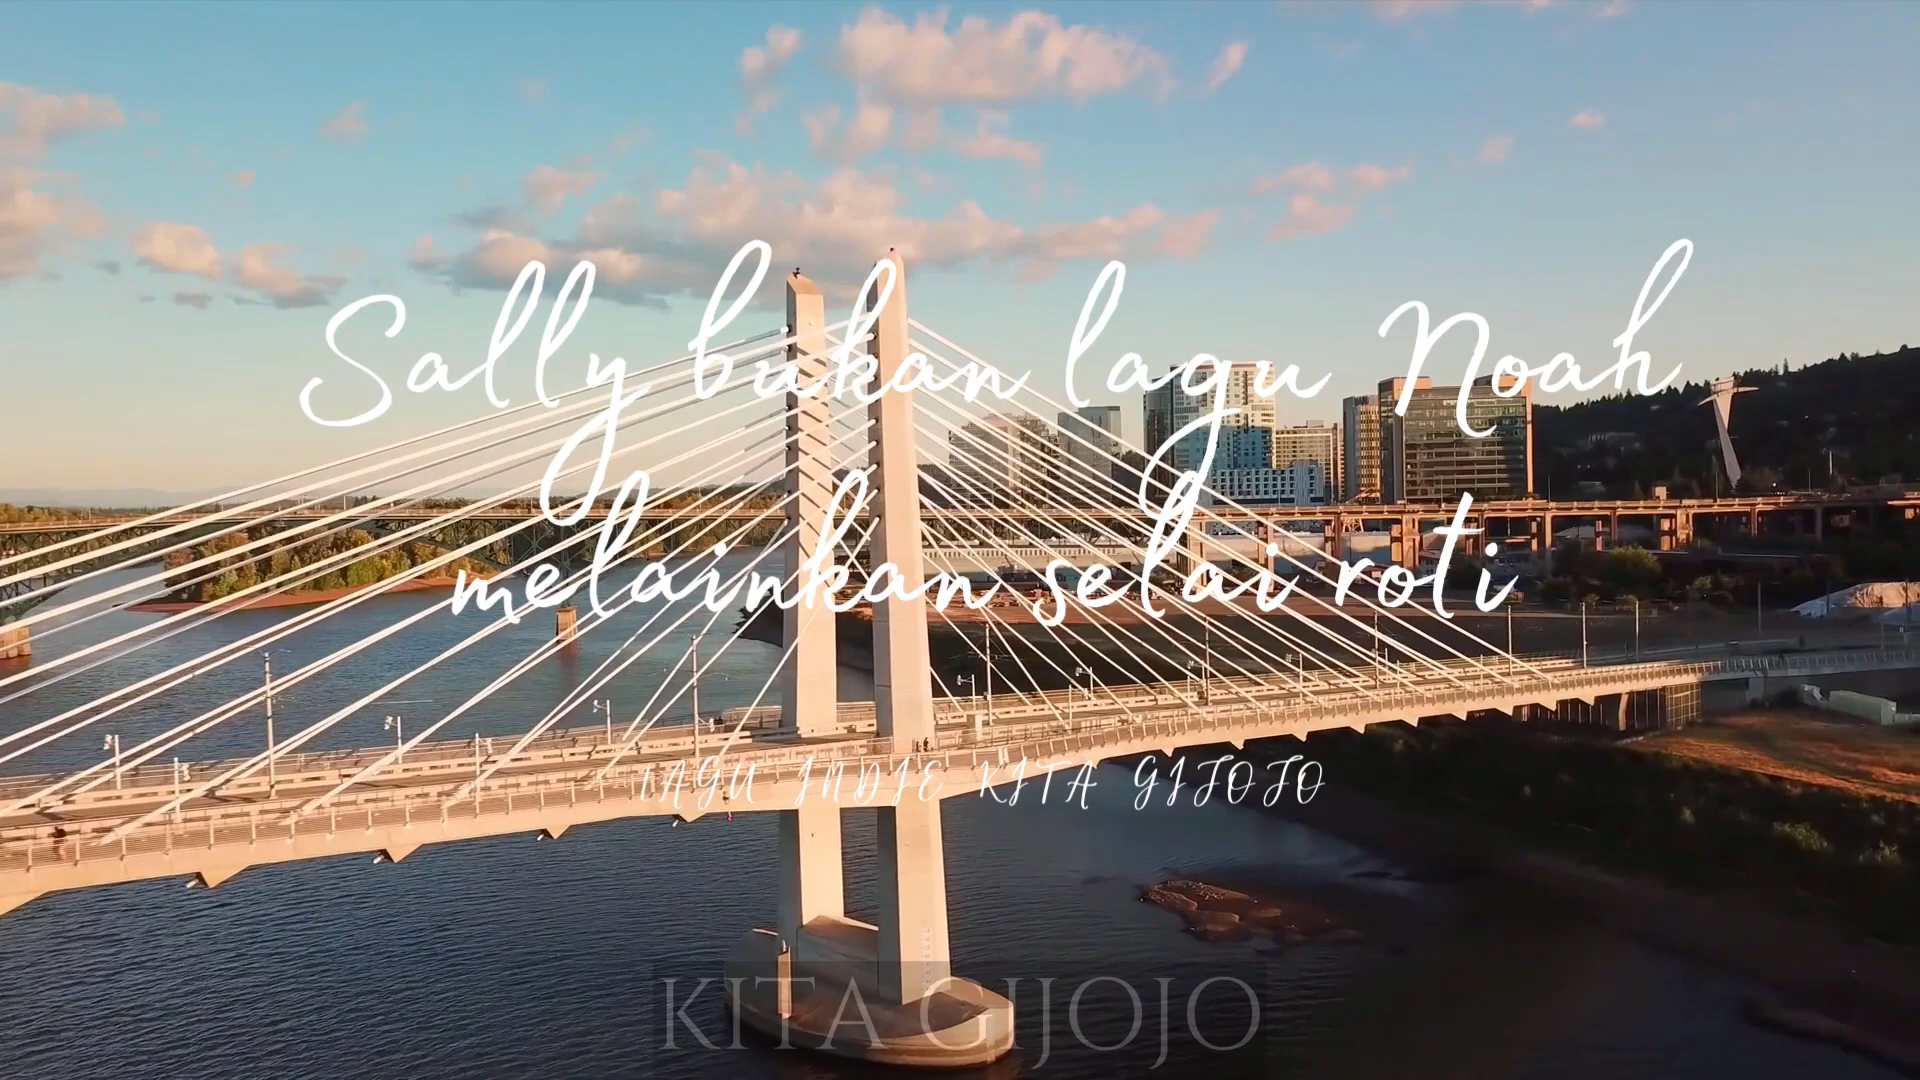 Sally bukan lagu Noah
melainkan selai roti
LAGU INDIE KITA GIJOJO
KITA GIJOJO